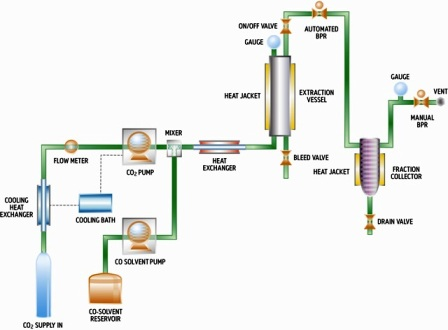 ON/OFF VALVE
AUTOMATED
BPR
GAUGE
HEAT JACKET
EXTRACTION
VESSEL
GAUGE
VENT
MANUAL
BPR
MIXER
FLOW METER
CO2 PUMP
HEAT
EXCHANGER
BLEED VALVE
HEAT JACKET
FRACTION
COLLECTOR
COOLING
HEAT
EXCHANGER
COOLING BATH
DRAIN VALVE
CO SOLVENT PUMP
CO2 SUPPLY IN
CO-SOLVENT
RESERVOIR